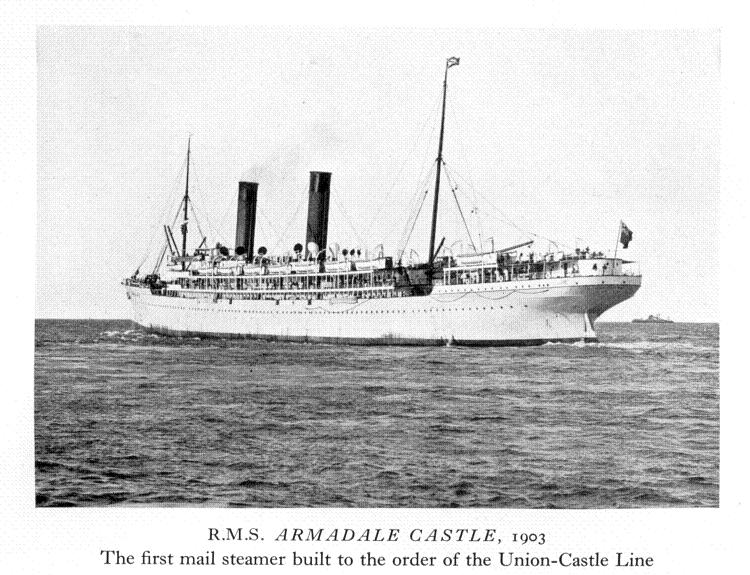 R.M.S. ARMADALE CASTLE, 1903
The first mail steamer built to the order of the Union-Castle Line